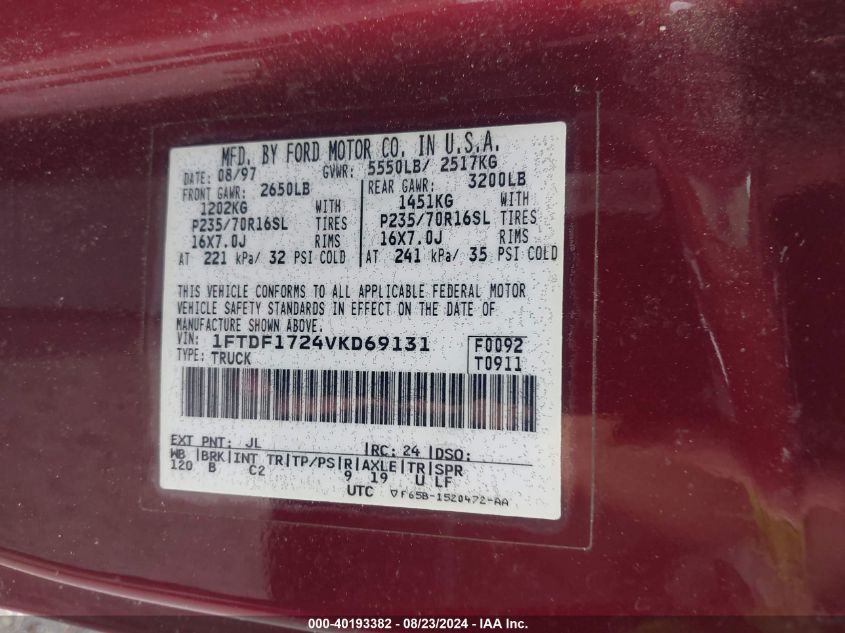 MFD. BY FORD MOTOR CO. IN U.S.A.
DATE: 08/97 GVWR: 5550LB/ 2517KG
FRONT GAWR: 2650LB REAR GAWR: 3200LB
1202KG WITH 1451KG WITH
P235/70R16SL TIRES P235/70R16SL TIRES
16X7.0J RIMS 16X7.0J RIMS
AT 221 kPa/ 32 PSI COLD AT 241 kPa/ 35 PSI COLD
THIS VEHICLE CONFORMS TO ALL APPLICABLE FEDERAL MOTOR
VEHICLE SAFETY STANDARDS IN EFFECT ON THE DATE OF
MANUFACTURE SHOWN ABOVE.
VIN: 1FTDF1724VKD69131 F0092
TYPE: TRUCK T0911
EXT PNT: JL RC: 24 DSO:
WB BRK INT TR TP/PS R AXLE TR SPR
120 B C2 9 19 U LF
UTC ▽F65B-1520472-AA
000-40193382 - 08/23/2024 - IAA Inc.